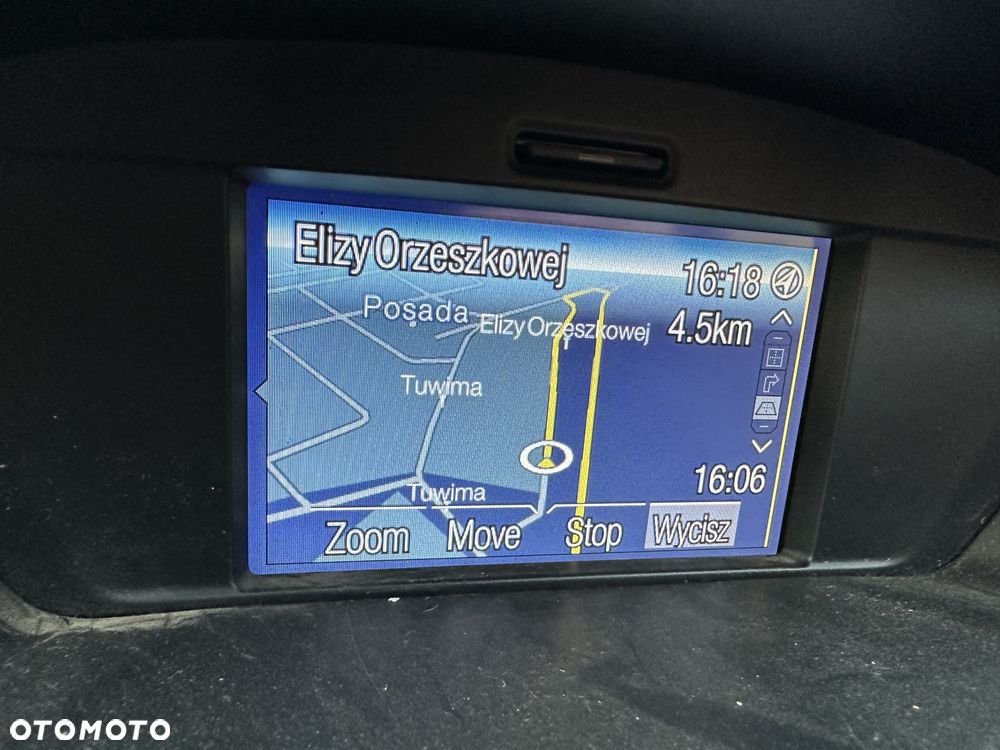 Elizy Orzeszkowej
16:18
Posada
Elizy Orzeszkowej
4.5km
Tuwima
16:06
Tuwima
Zoom
Move
Stop
Wycisz
OTOMOTO